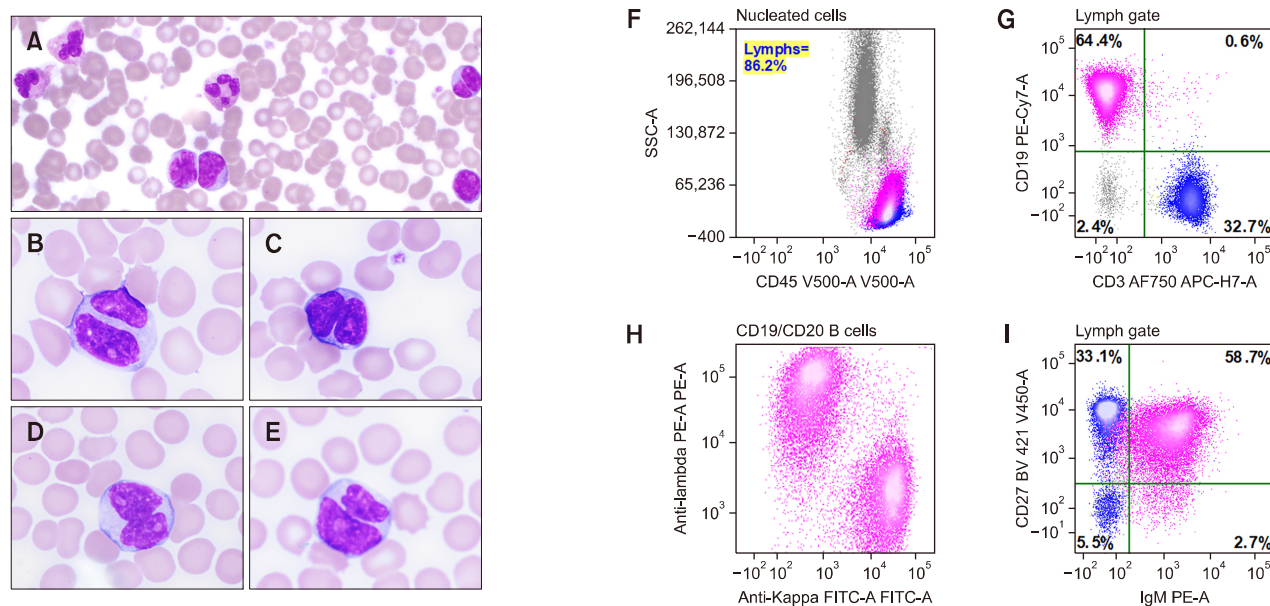 A
B
C
D
E
F
Nucleated cells
Lymphs=
86.2%
262,144
196,508
130,872
65,236
−400
SSC-A
−10² 10² 10³ 10⁴ 10⁵
CD45 V500-A V500-A
G
Lymph gate
64.4% 0.6%
10⁵
10⁴
10³
10²
−10²
2.4% 32.7%
CD19 PE-Cy7-A
−10² 10² 10³ 10⁴ 10⁵
CD3 AF750 APC-H7-A
H
CD19/CD20 B cells
10⁵
10⁴
10³
Anti-lambda PE-A PE-A
−10² 10² 10³ 10⁴ 10⁵
Anti-Kappa FITC-A FITC-A
I
Lymph gate
33.1% 58.7%
10⁵
10⁴
10³
10²
−10¹
5.5% 2.7%
CD27 BV 421 V450-A
−10² 10² 10³ 10⁴ 10⁵
IgM PE-A